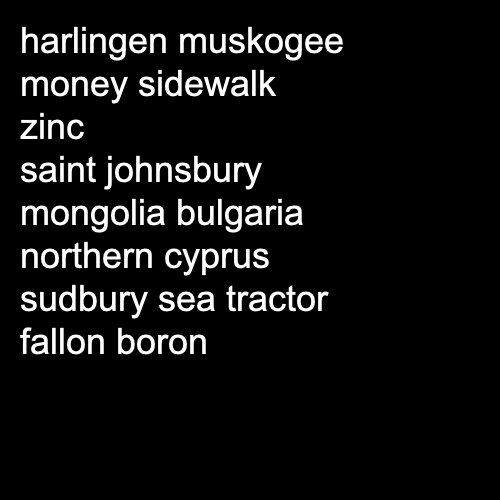 harlingen muskogee
money sidewalk
zinc
saint johnsbury
mongolia bulgaria
northern cyprus
sudbury sea tractor
fallon boron